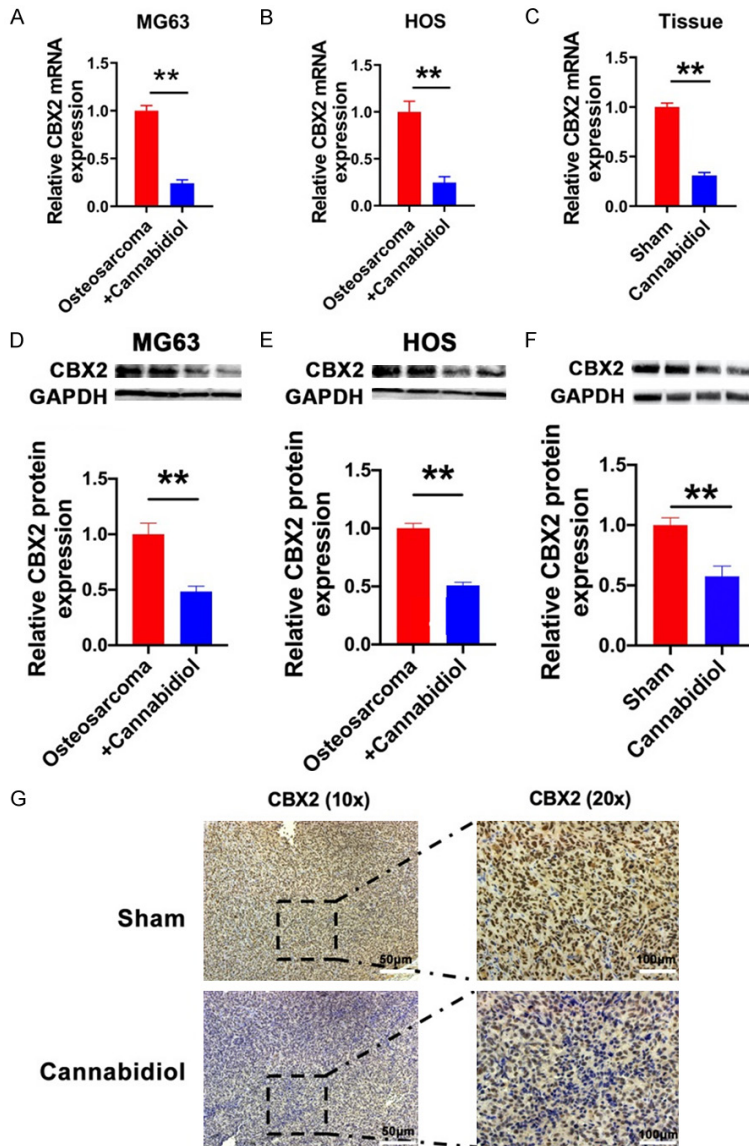 A
MG63
Relative CBX2 mRNA
expression
1.5
1.0
0.5
0.0
**
Osteosarcoma
+Cannabidiol
B
HOS
Relative CBX2 mRNA
expression
1.5
1.0
0.5
0.0
**
Osteosarcoma
+Cannabidiol
C
Tissue
Relative CBX2 mRNA
expression
1.5
1.0
0.5
0.0
**
Sham
Cannabidiol
D
MG63
CBX2
GAPDH
Relative CBX2 protein
expression
1.5
1.0
0.5
0.0
**
Osteosarcoma
+Cannabidiol
E
HOS
CBX2
GAPDH
Relative CBX2 protein
expression
1.5
1.0
0.5
0.0
**
Osteosarcoma
+Cannabidiol
F
CBX2
GAPDH
Relative CBX2 protein
expression
1.5
1.0
0.5
0.0
**
Sham
Cannabidiol
G
CBX2 (10x)
CBX2 (20x)
Sham
50μm
100μm
Cannabidiol
50μm
100μm